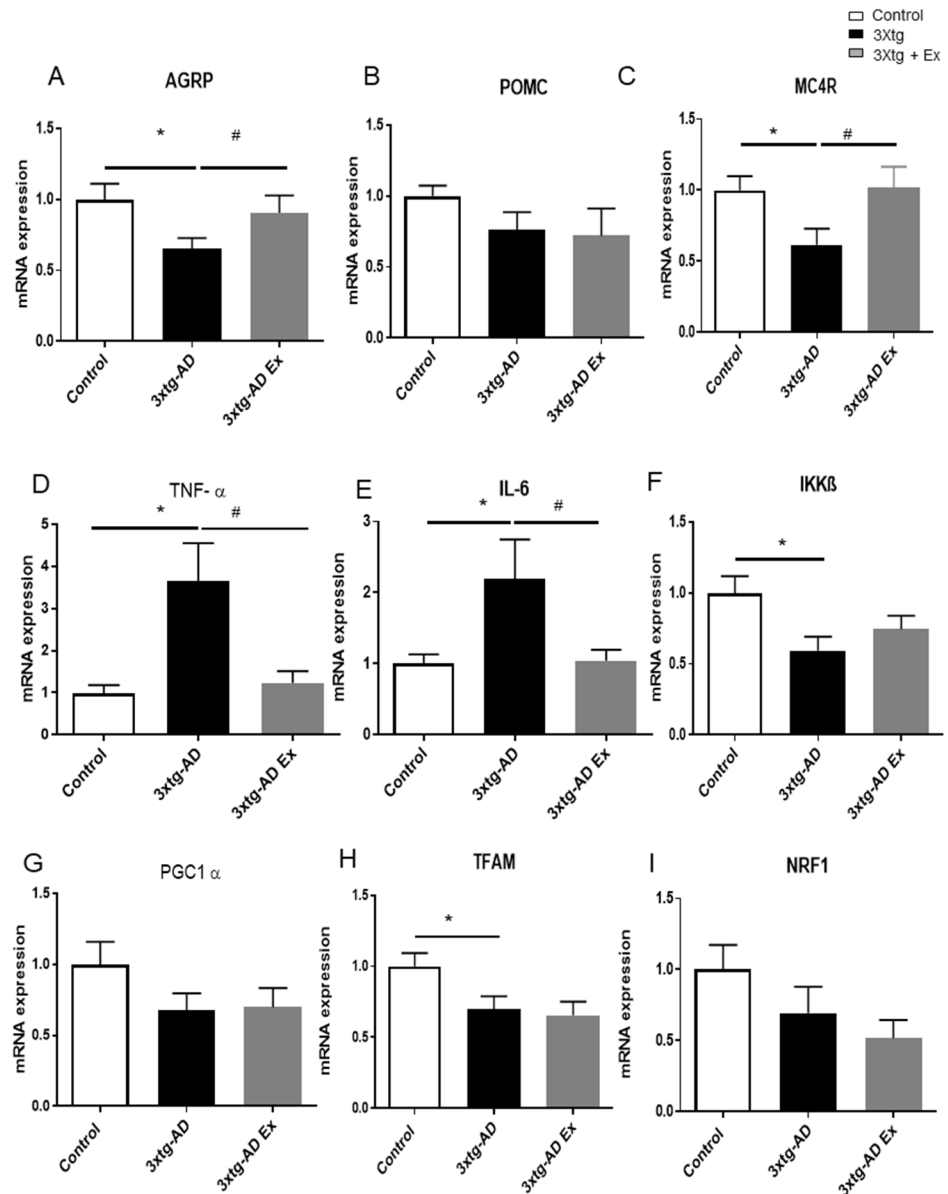 Control
3Xtg
3Xtg + Ex
A
AGRP
mRNA expression
1.5
1.0
0.5
0.0
*
#
Control
3xtg-AD
3xtg-AD Ex
B
POMC
mRNA expression
1.5
1.0
0.5
0.0
Control
3xtg-AD
3xtg-AD Ex
C
MC4R
mRNA expression
1.5
1.0
0.5
0.0
*
#
Control
3xtg-AD
3xtg-AD Ex
D
TNF- α
mRNA expression
5
4
3
2
1
0
*
#
Control
3xtg-AD
3xtg-AD Ex
E
IL-6
mRNA expression
3
2
1
0
*
#
Control
3xtg-AD
3xtg-AD Ex
F
IKKß
mRNA expression
1.5
1.0
0.5
0.0
*
Control
3xtg-AD
3xtg-AD Ex
G
PGC1 α
mRNA expression
1.5
1.0
0.5
0.0
Control
3xtg-AD
3xtg-AD Ex
H
TFAM
mRNA expression
1.5
1.0
0.5
0.0
*
Control
3xtg-AD
3xtg-AD Ex
I
NRF1
mRNA expression
1.5
1.0
0.5
0.0
Control
3xtg-AD
3xtg-AD Ex